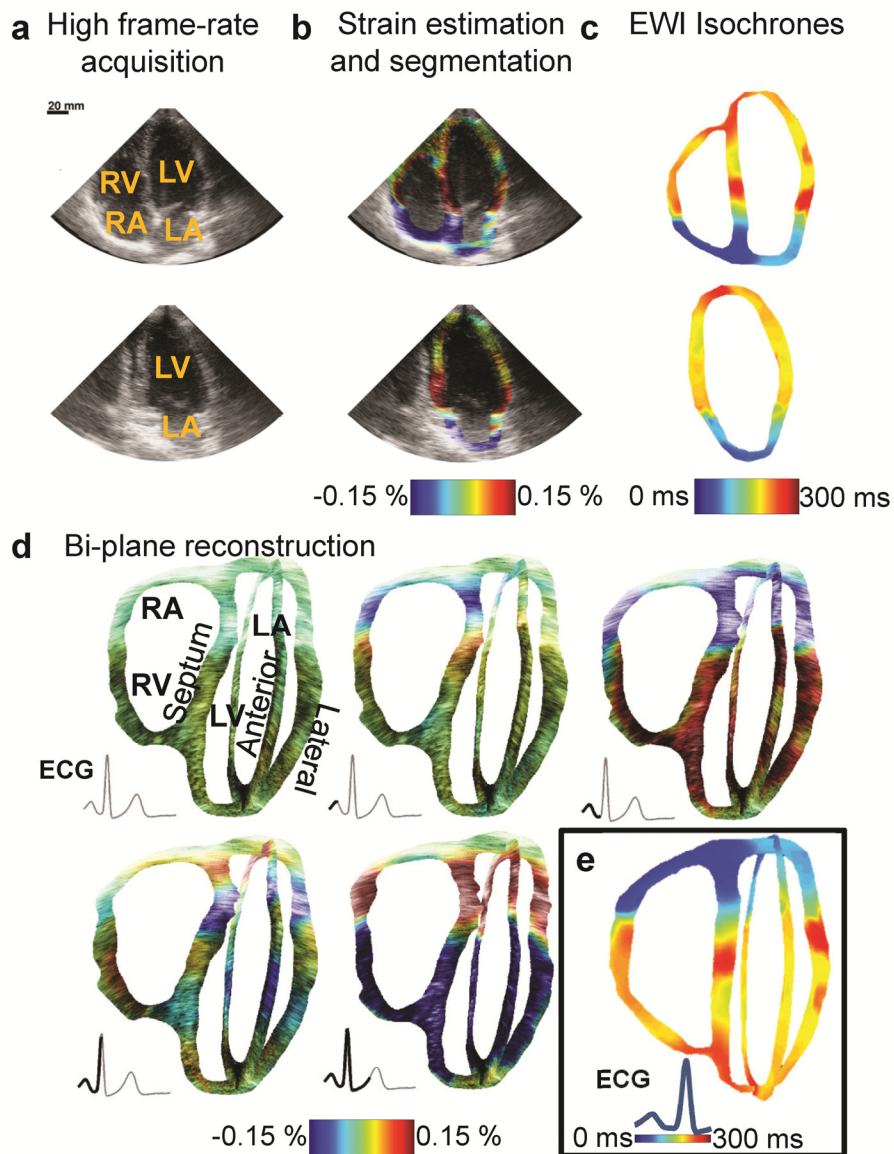 a High frame-rate acquisition
b Strain estimation and segmentation
c EWI Isochrones
20 mm
RV
LV
RA
LA
LV
LA
-0.15 %
0.15 %
0 ms
300 ms
d Bi-plane reconstruction
RA
LA
RV
Septum
LV
Anterior
Lateral
ECG
e
ECG
0 ms
300 ms
-0.15 %
0.15 %